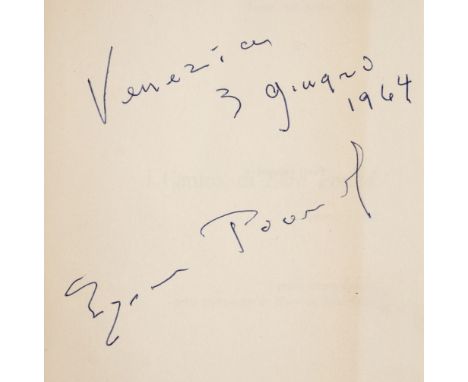 Venezia
3 giugno
1964
Ezra Pound